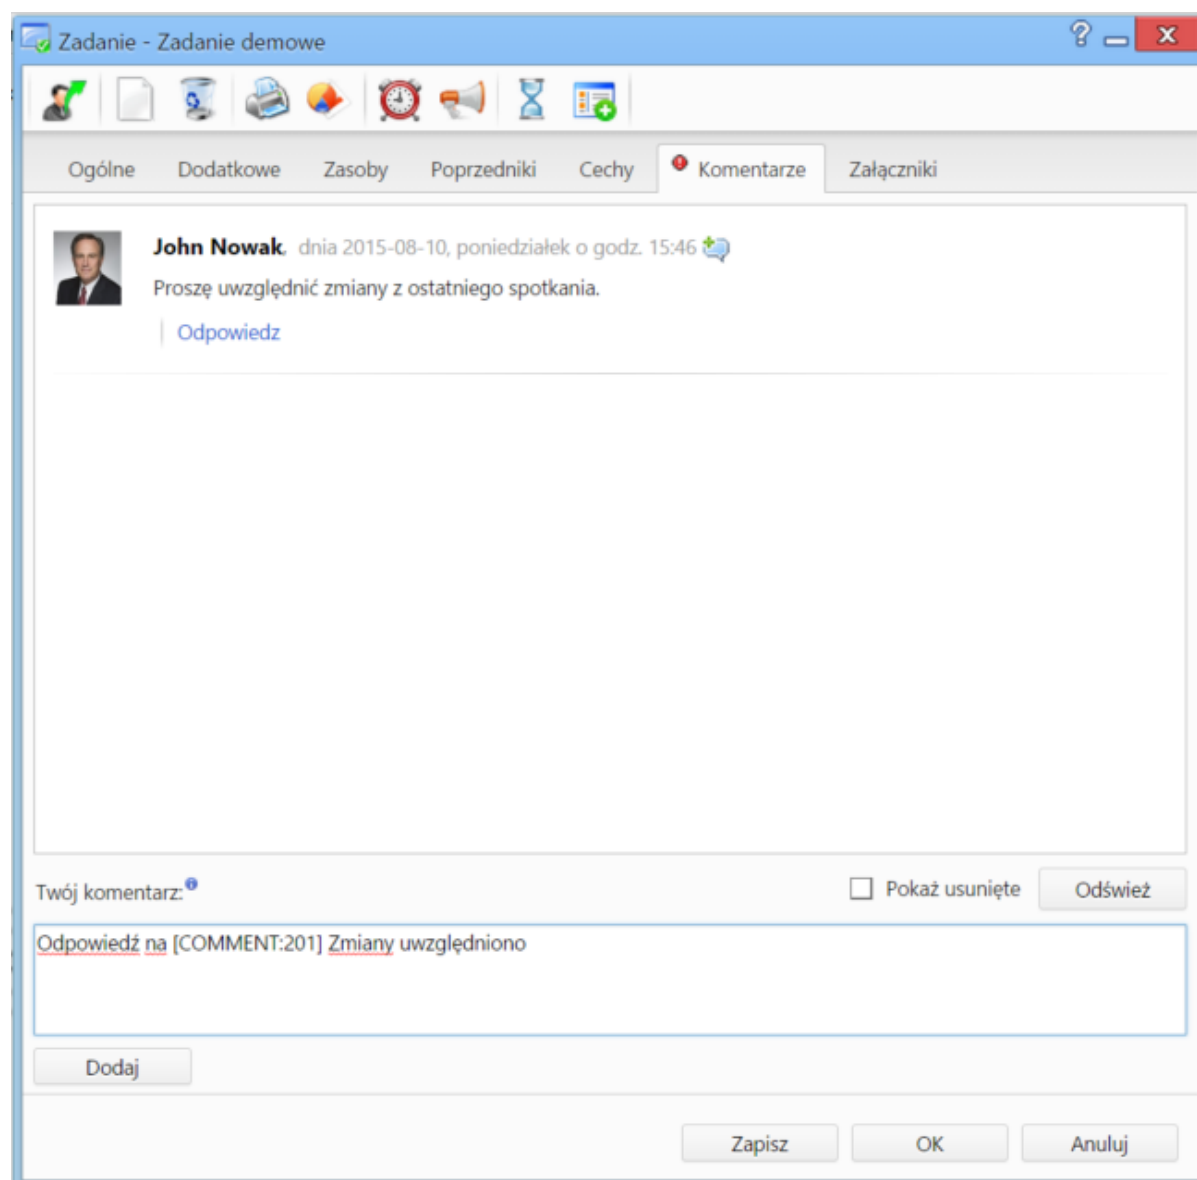 Zadanie - Zadanie demowe
Ogólne Dodatkowe Zasoby Poprzedniki Cechy Komentarze Załączniki
John Nowak, dnia 2015-08-10, poniedziałek o godz. 15:46
Proszę uwzględnić zmiany z ostatniego spotkania.
Odpowiedz
Twój komentarz: Pokaż usunięte Odśwież
Odpowiedź na [COMMENT:201] Zmiany uwzględniono
Dodaj
Zapisz OK Anuluj